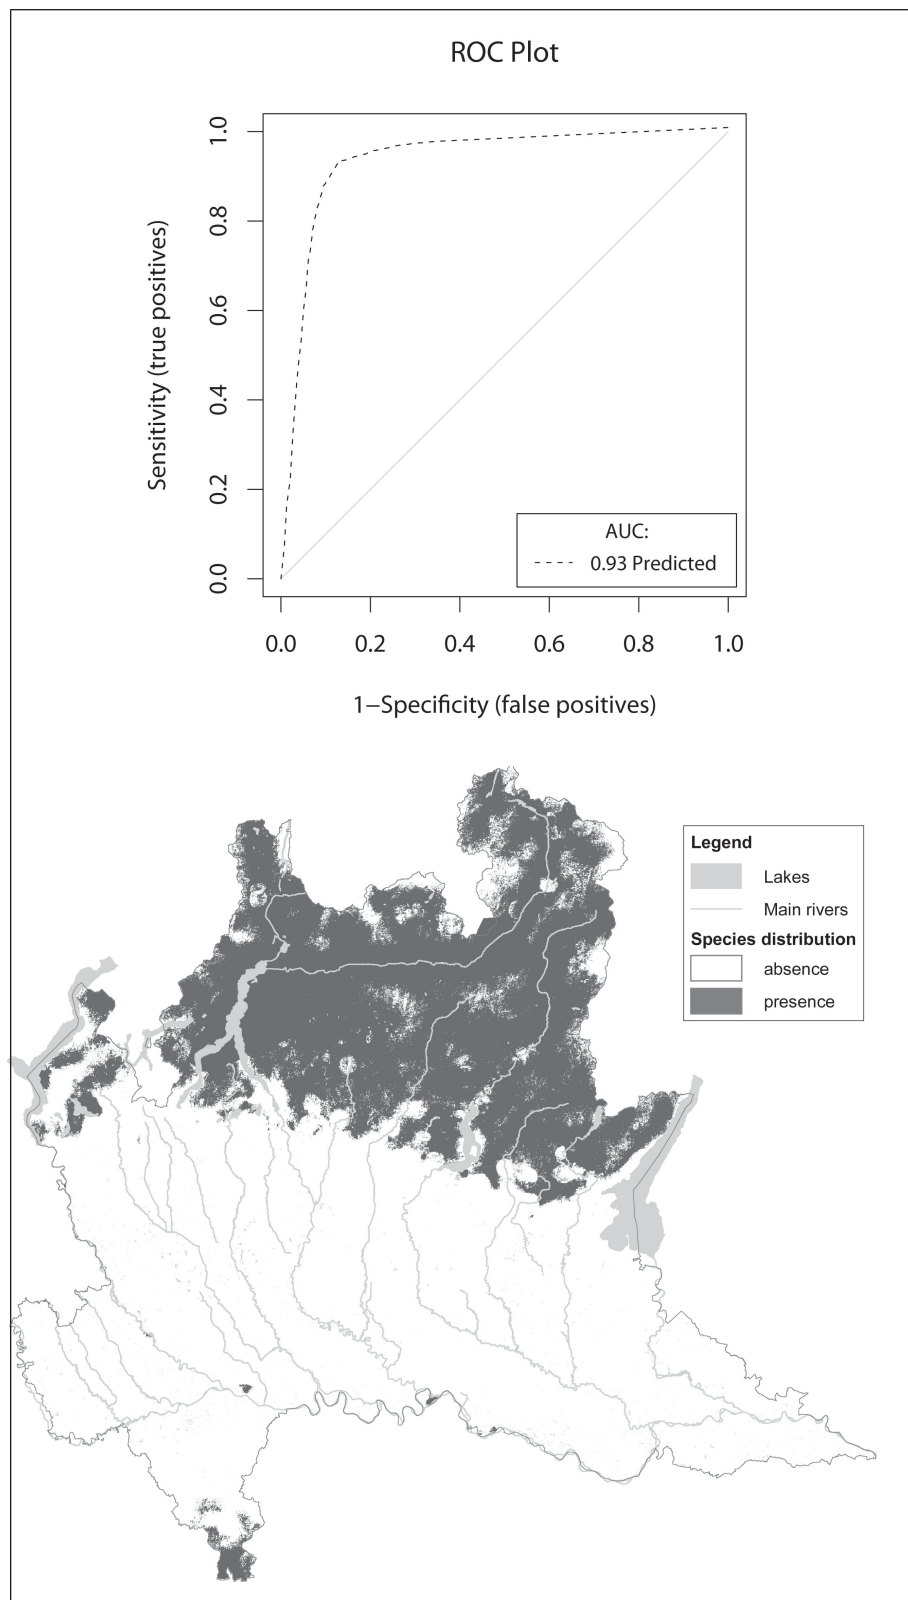 ROC Plot
1.0
0.8
0.6
0.4
0.2
0.0
Sensitivity (true positives)
AUC:
0.93 Predicted
0.0 0.2 0.4 0.6 0.8 1.0
1−Specificity (false positives)
Legend
Lakes
Main rivers
Species distribution
absence
presence